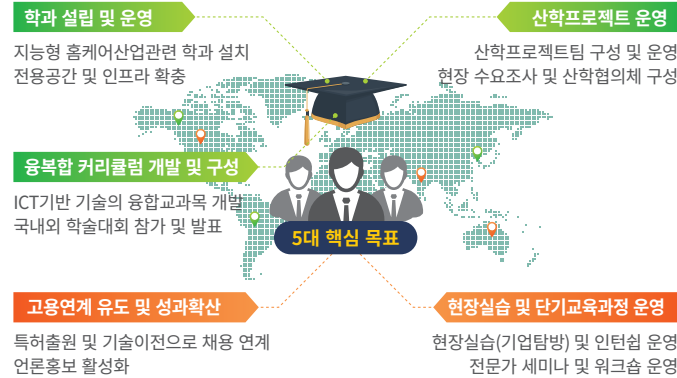 학과 설립 및 운영
지능형 홈케어산업관련 학과 설치
전용공간 및 인프라 확충
산학프로젝트 운영
산학프로젝트팀 구성 및 운영
현장 수요조사 및 산학협의체 구성
융복합 커리큘럼 개발 및 구성
ICT기반 기술의 융합교과목 개발
국내외 학술대회 참가 및 발표
5대 핵심 목표
고용연계 유도 및 성과확산
특허출원 및 기술이전으로 채용 연계
언론홍보 활성화
현장실습 및 단기교육과정 운영
현장실습(기업탐방) 및 인턴쉽 운영
전문가 세미나 및 워크숍 운영